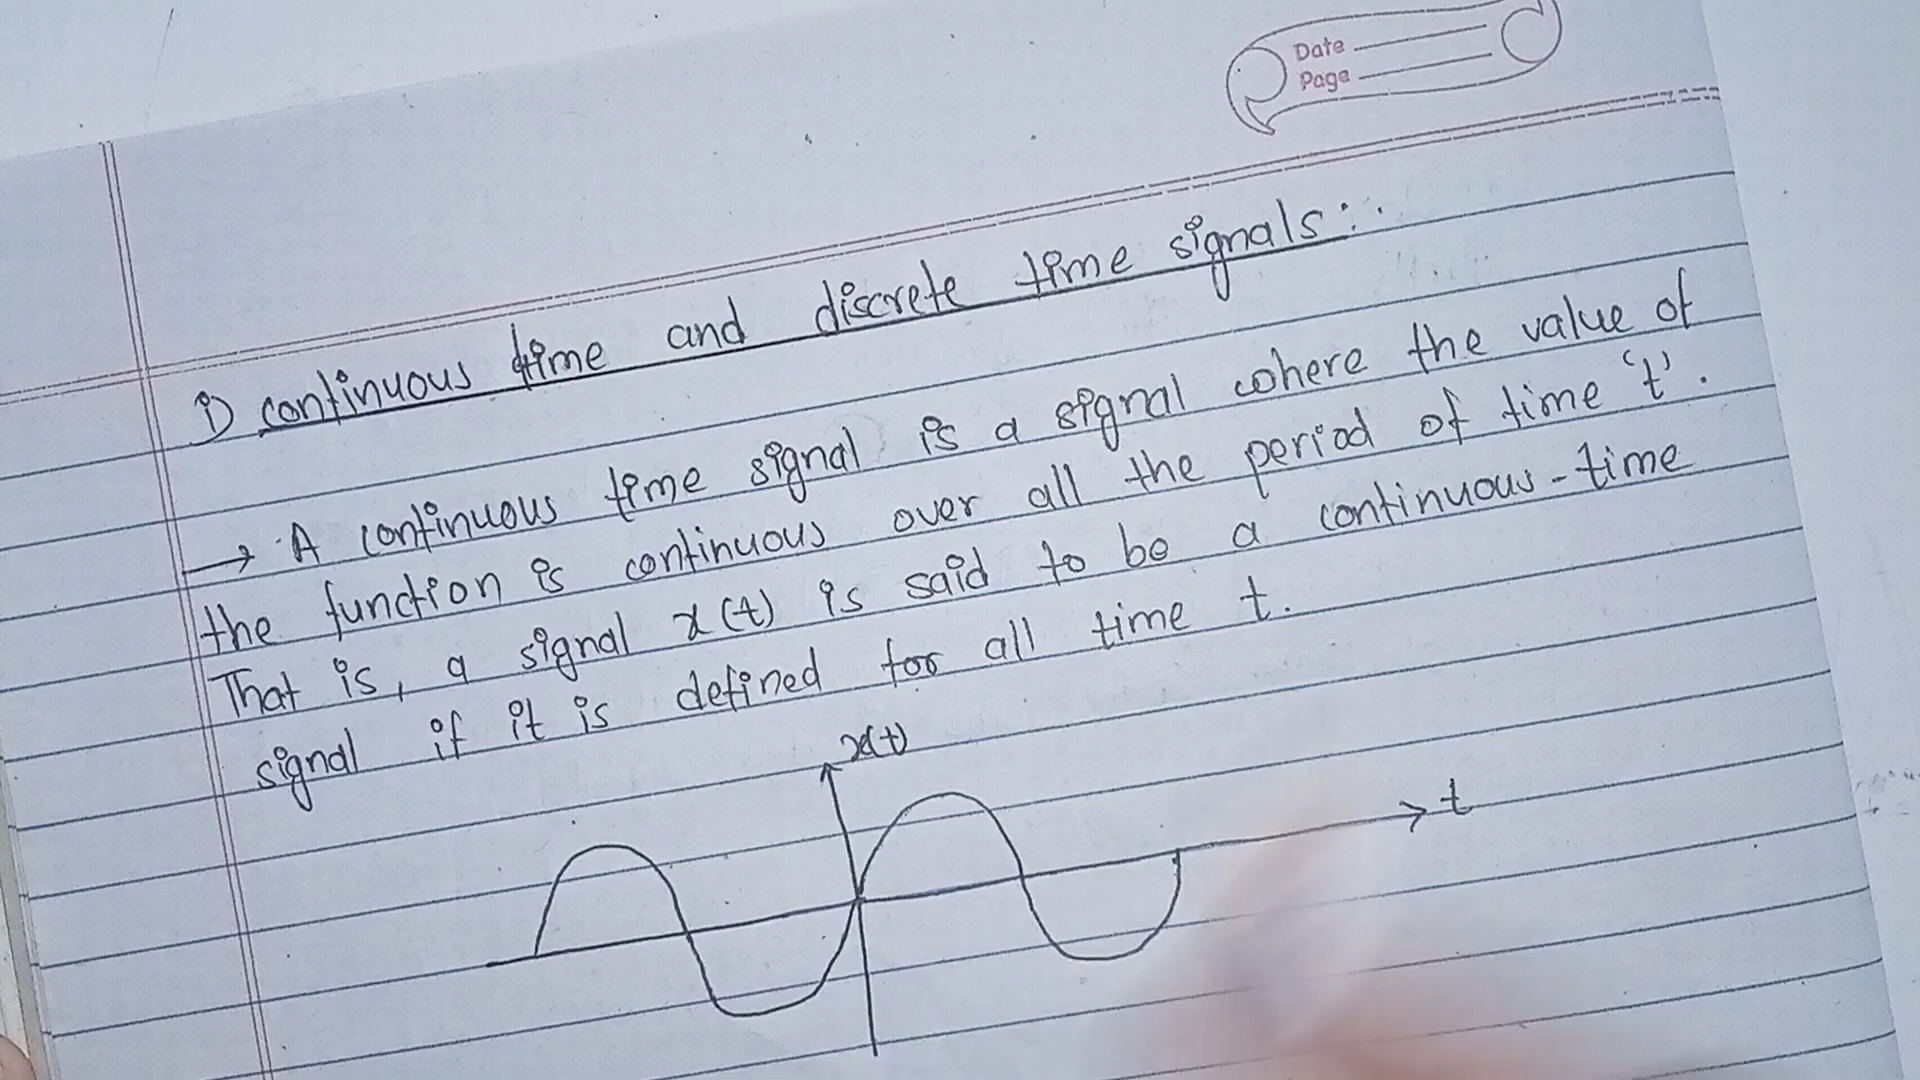 Date
Page
i) continuous time and discrete time signals:.
→ A continuous time signal is a signal where the value of
the function is continuous over all the period of time 't'.
That is, a signal x(t) is said to be a continuous-time
signal if it is defined for all time t.
x(t)
t